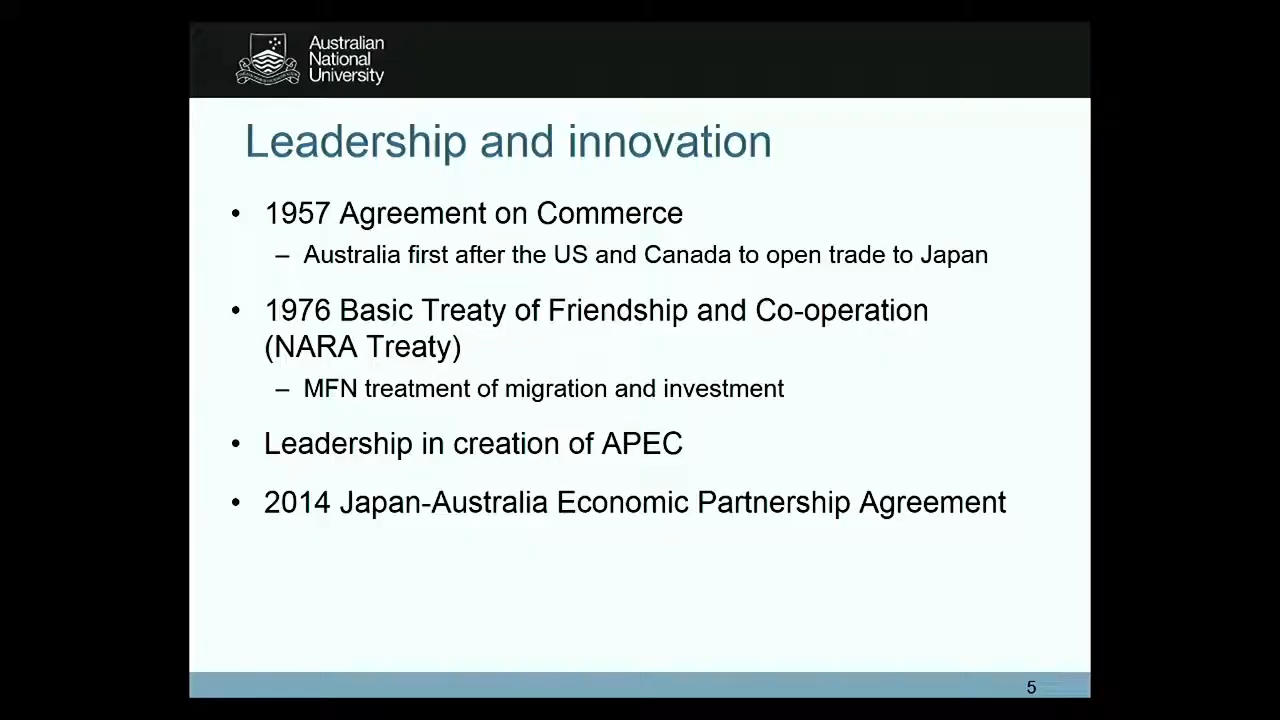 Australian
National
University
Leadership and innovation
• 1957 Agreement on Commerce
– Australia first after the US and Canada to open trade to Japan
• 1976 Basic Treaty of Friendship and Co-operation
(NARA Treaty)
– MFN treatment of migration and investment
• Leadership in creation of APEC
• 2014 Japan-Australia Economic Partnership Agreement
5